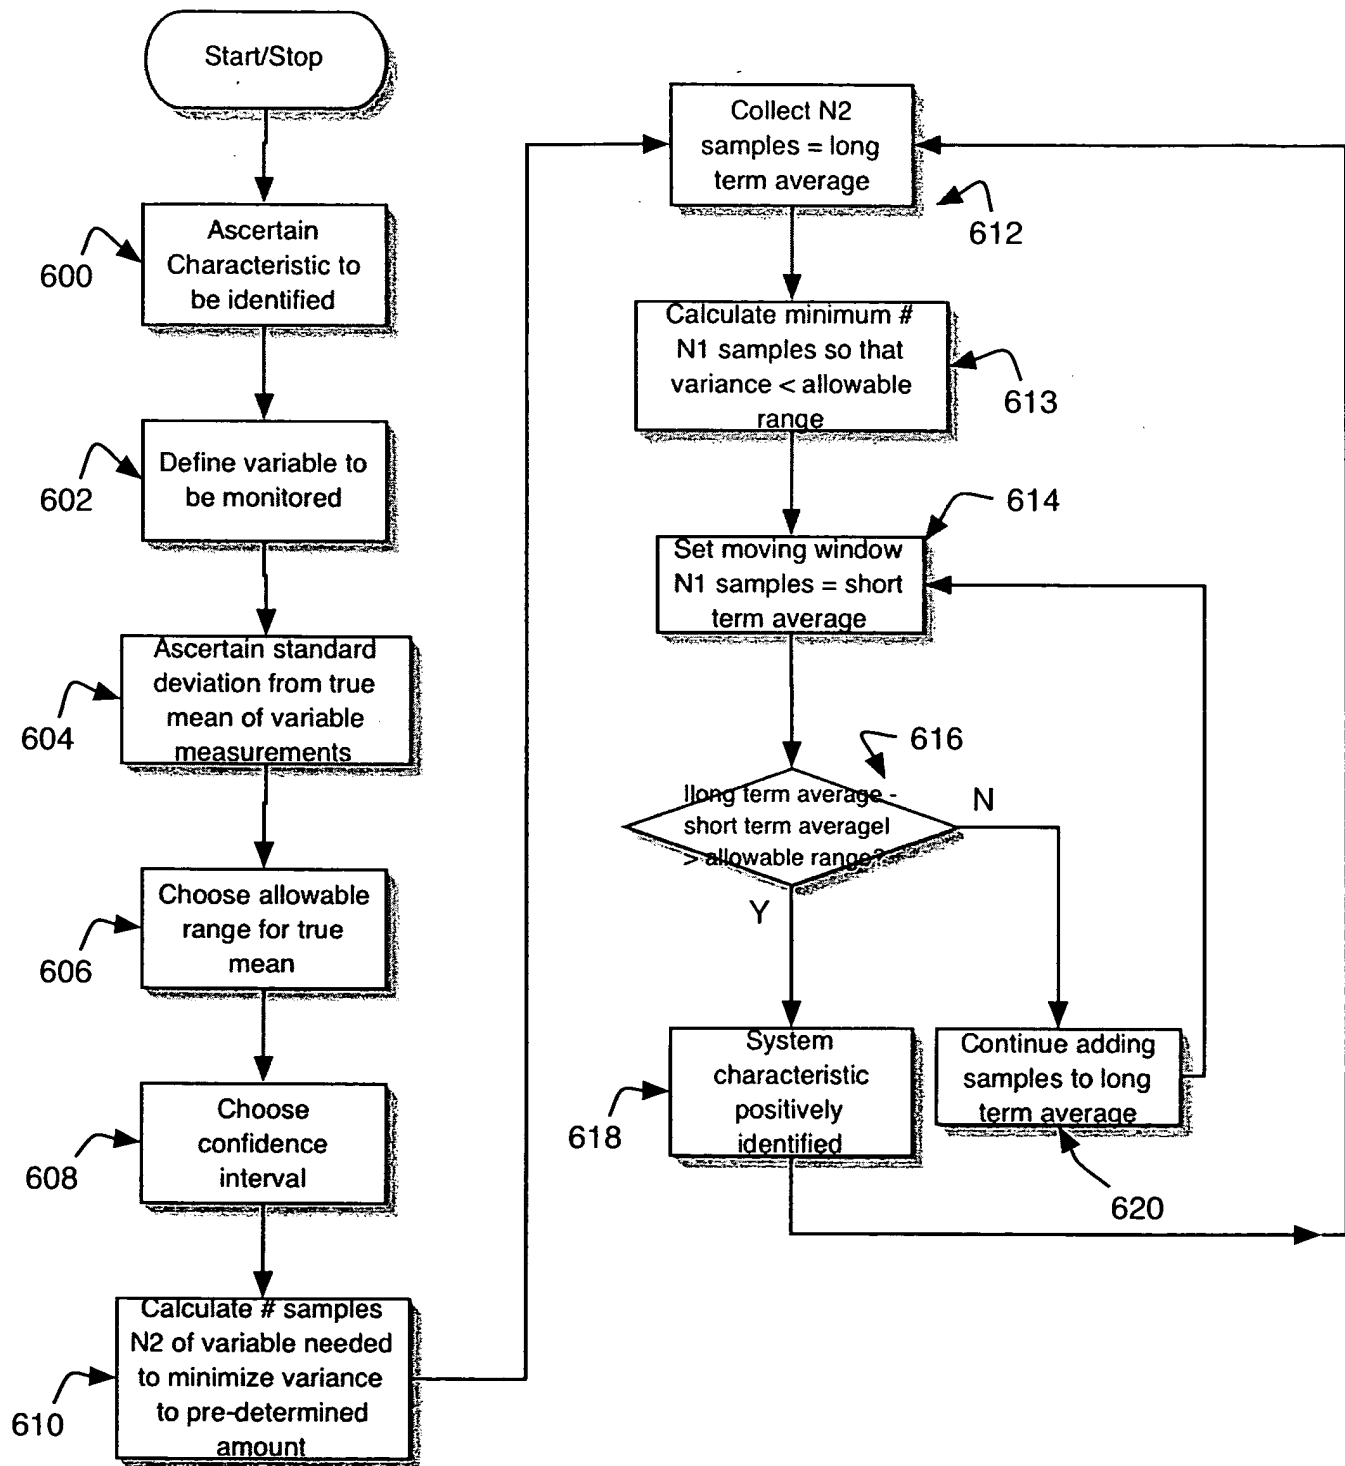 Start/Stop
Ascertain
Characteristic to
be identified
600
Define variable to
be monitored
602
Ascertain standard
deviation from true
mean of variable
measurements
604
Choose allowable
range for true
mean
606
Choose
confidence
interval
608
Calculate # samples
N2 of variable needed
to minimize variance
to pre-determined
amount
610
Collect N2
samples = long
term average
612
Calculate minimum #
N1 samples so that
variance < allowable
range
613
Set moving window
N1 samples = short
term average
614
|long term average -
short term average|
> allowable range?
616
N
Y
System
characteristic
positively
identified
618
Continue adding
samples to long
term average
620